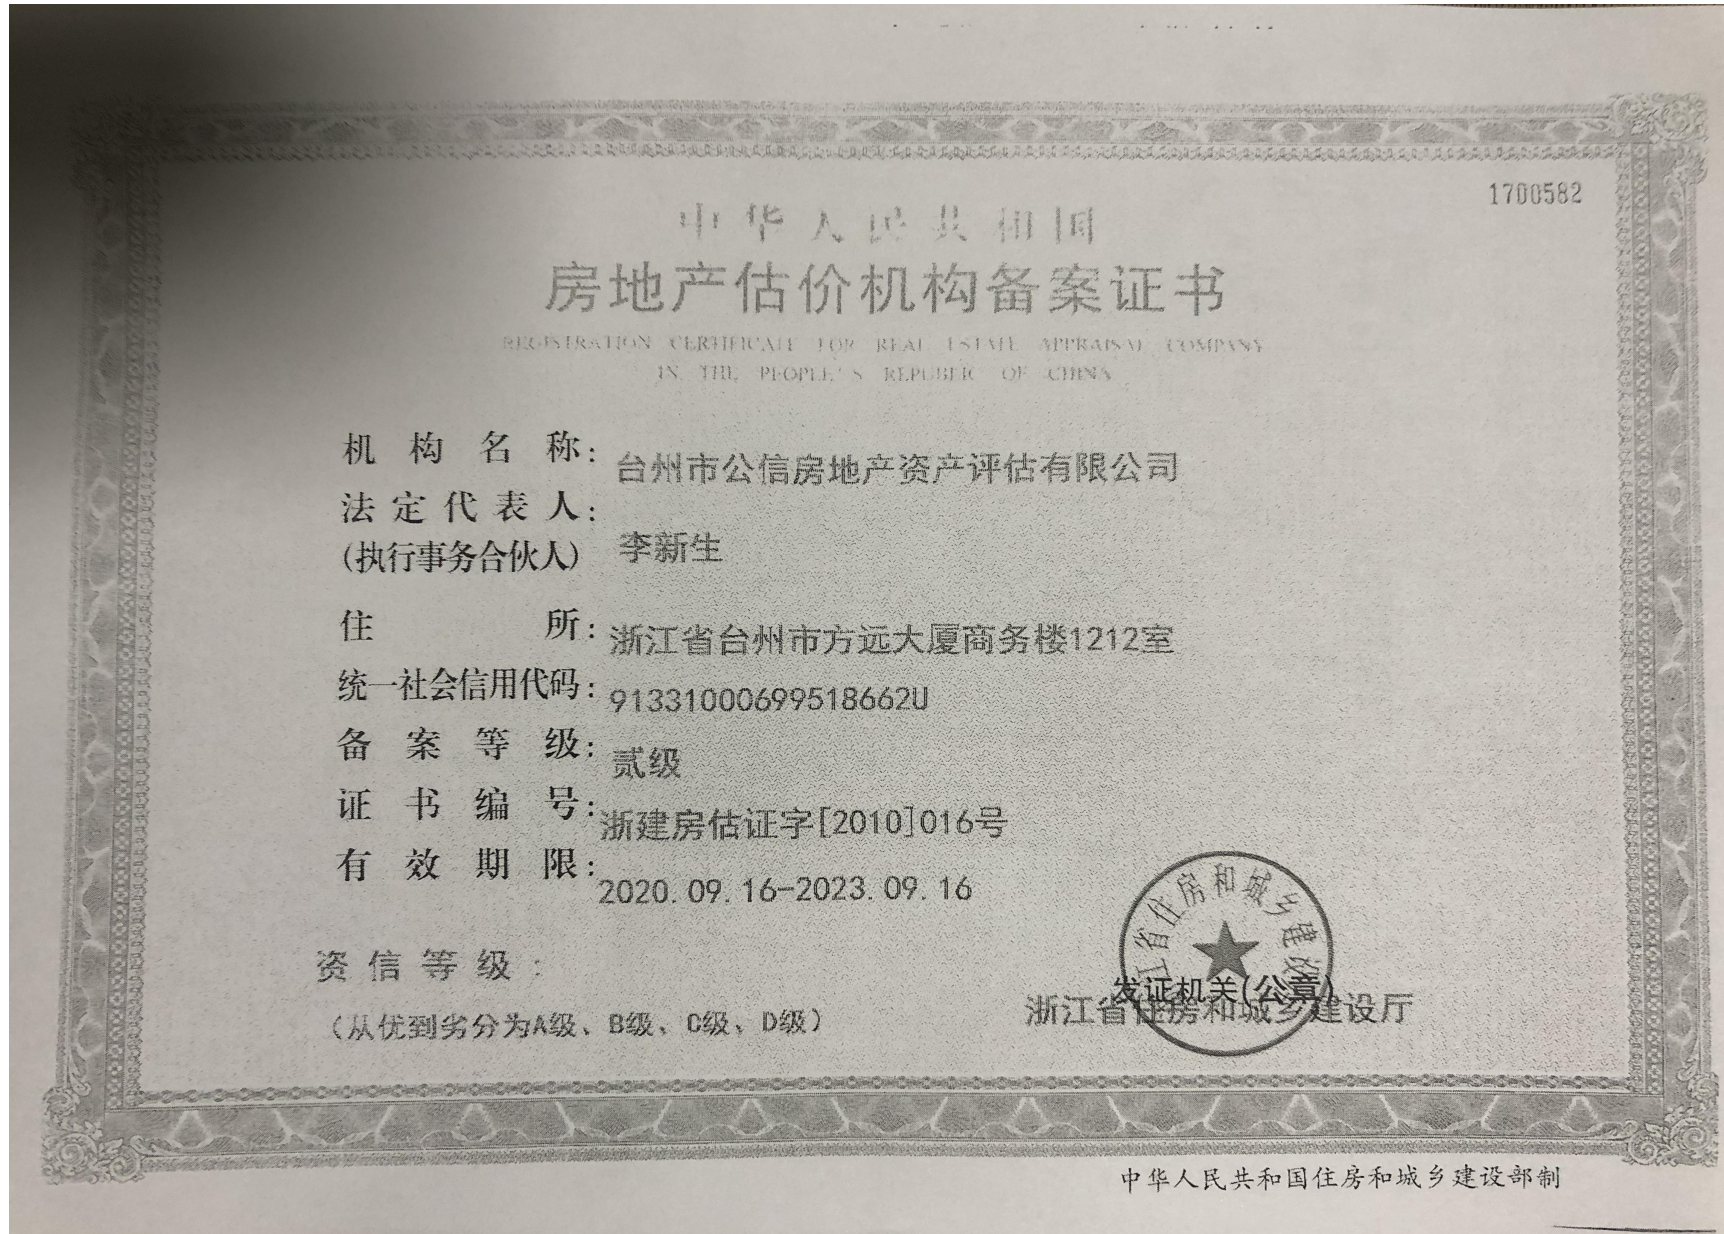 1700582
中华人民共和国
房地产估价机构备案证书
REGISTRATION CERTIFICATE FOR REAL ESTATE APPRAISAL COMPANY
IN THE PEOPLE'S REPUBLIC OF CHINA
机构名称：台州市公信房地产资产评估有限公司
法定代表人：
(执行事务合伙人) 李新生
住所：浙江省台州市方远大厦商务楼1212室
统一社会信用代码：91331000699518662U
备案等级：贰级
证书编号：浙建房估证字[2010]016号
有效期限：2020.09.16-2023.09.16
资信等级：
（从优到劣分为A级、B级、C级、D级）
江省住房和城乡建设
发证机关(公章)
浙江省住房和城乡建设厅
中华人民共和国住房和城乡建设部制